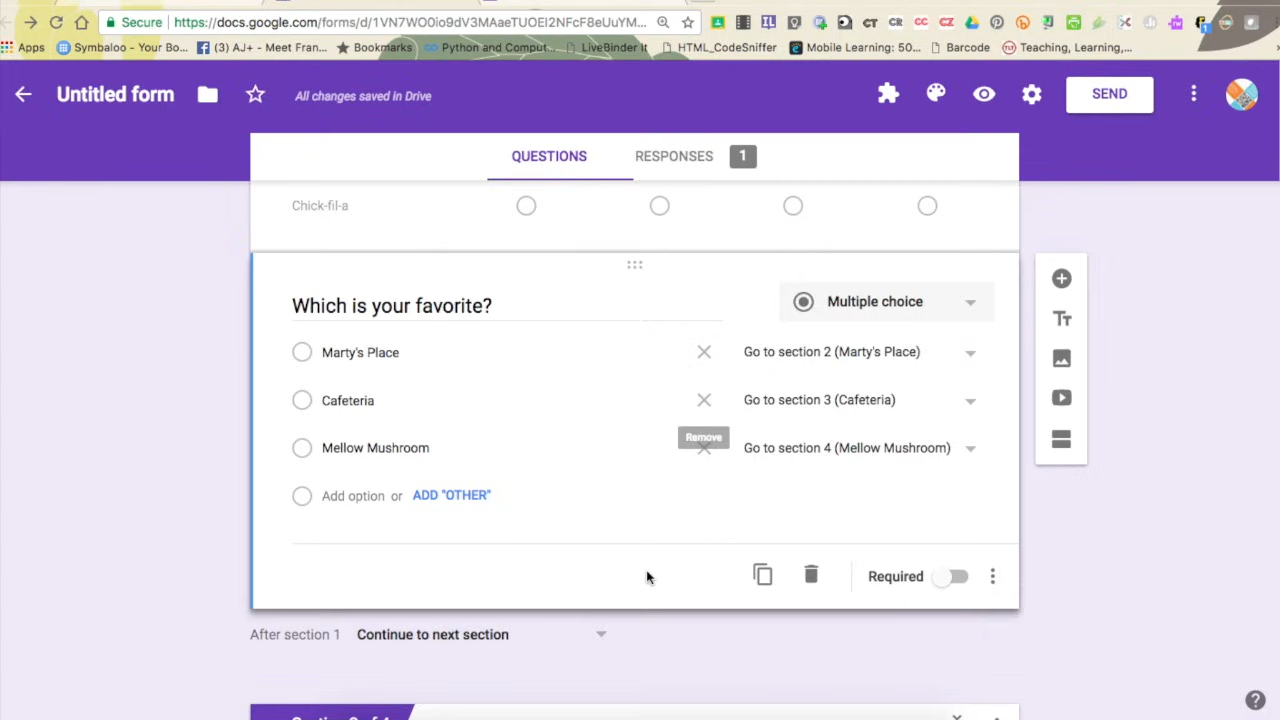 Secure https://docs.google.com/forms/d/1VN7WO0io9dV3MAaeTUOEI2NFcF8eUuYM...
Apps Symbaloo - Your Bo... (3) AJ+ - Meet Fran... Bookmarks Python and Comput... LiveBinder It HTML_CodeSniffer Mobile Learning: 50... Barcode Teaching, Learning,...
Untitled form All changes saved in Drive SEND
QUESTIONS RESPONSES 1
Chick-fil-a
Which is your favorite? Multiple choice
Marty's Place Go to section 2 (Marty's Place)
Cafeteria Go to section 3 (Cafeteria)
Remove
Mellow Mushroom Go to section 4 (Mellow Mushroom)
Add option or ADD "OTHER"
Required
After section 1 Continue to next section